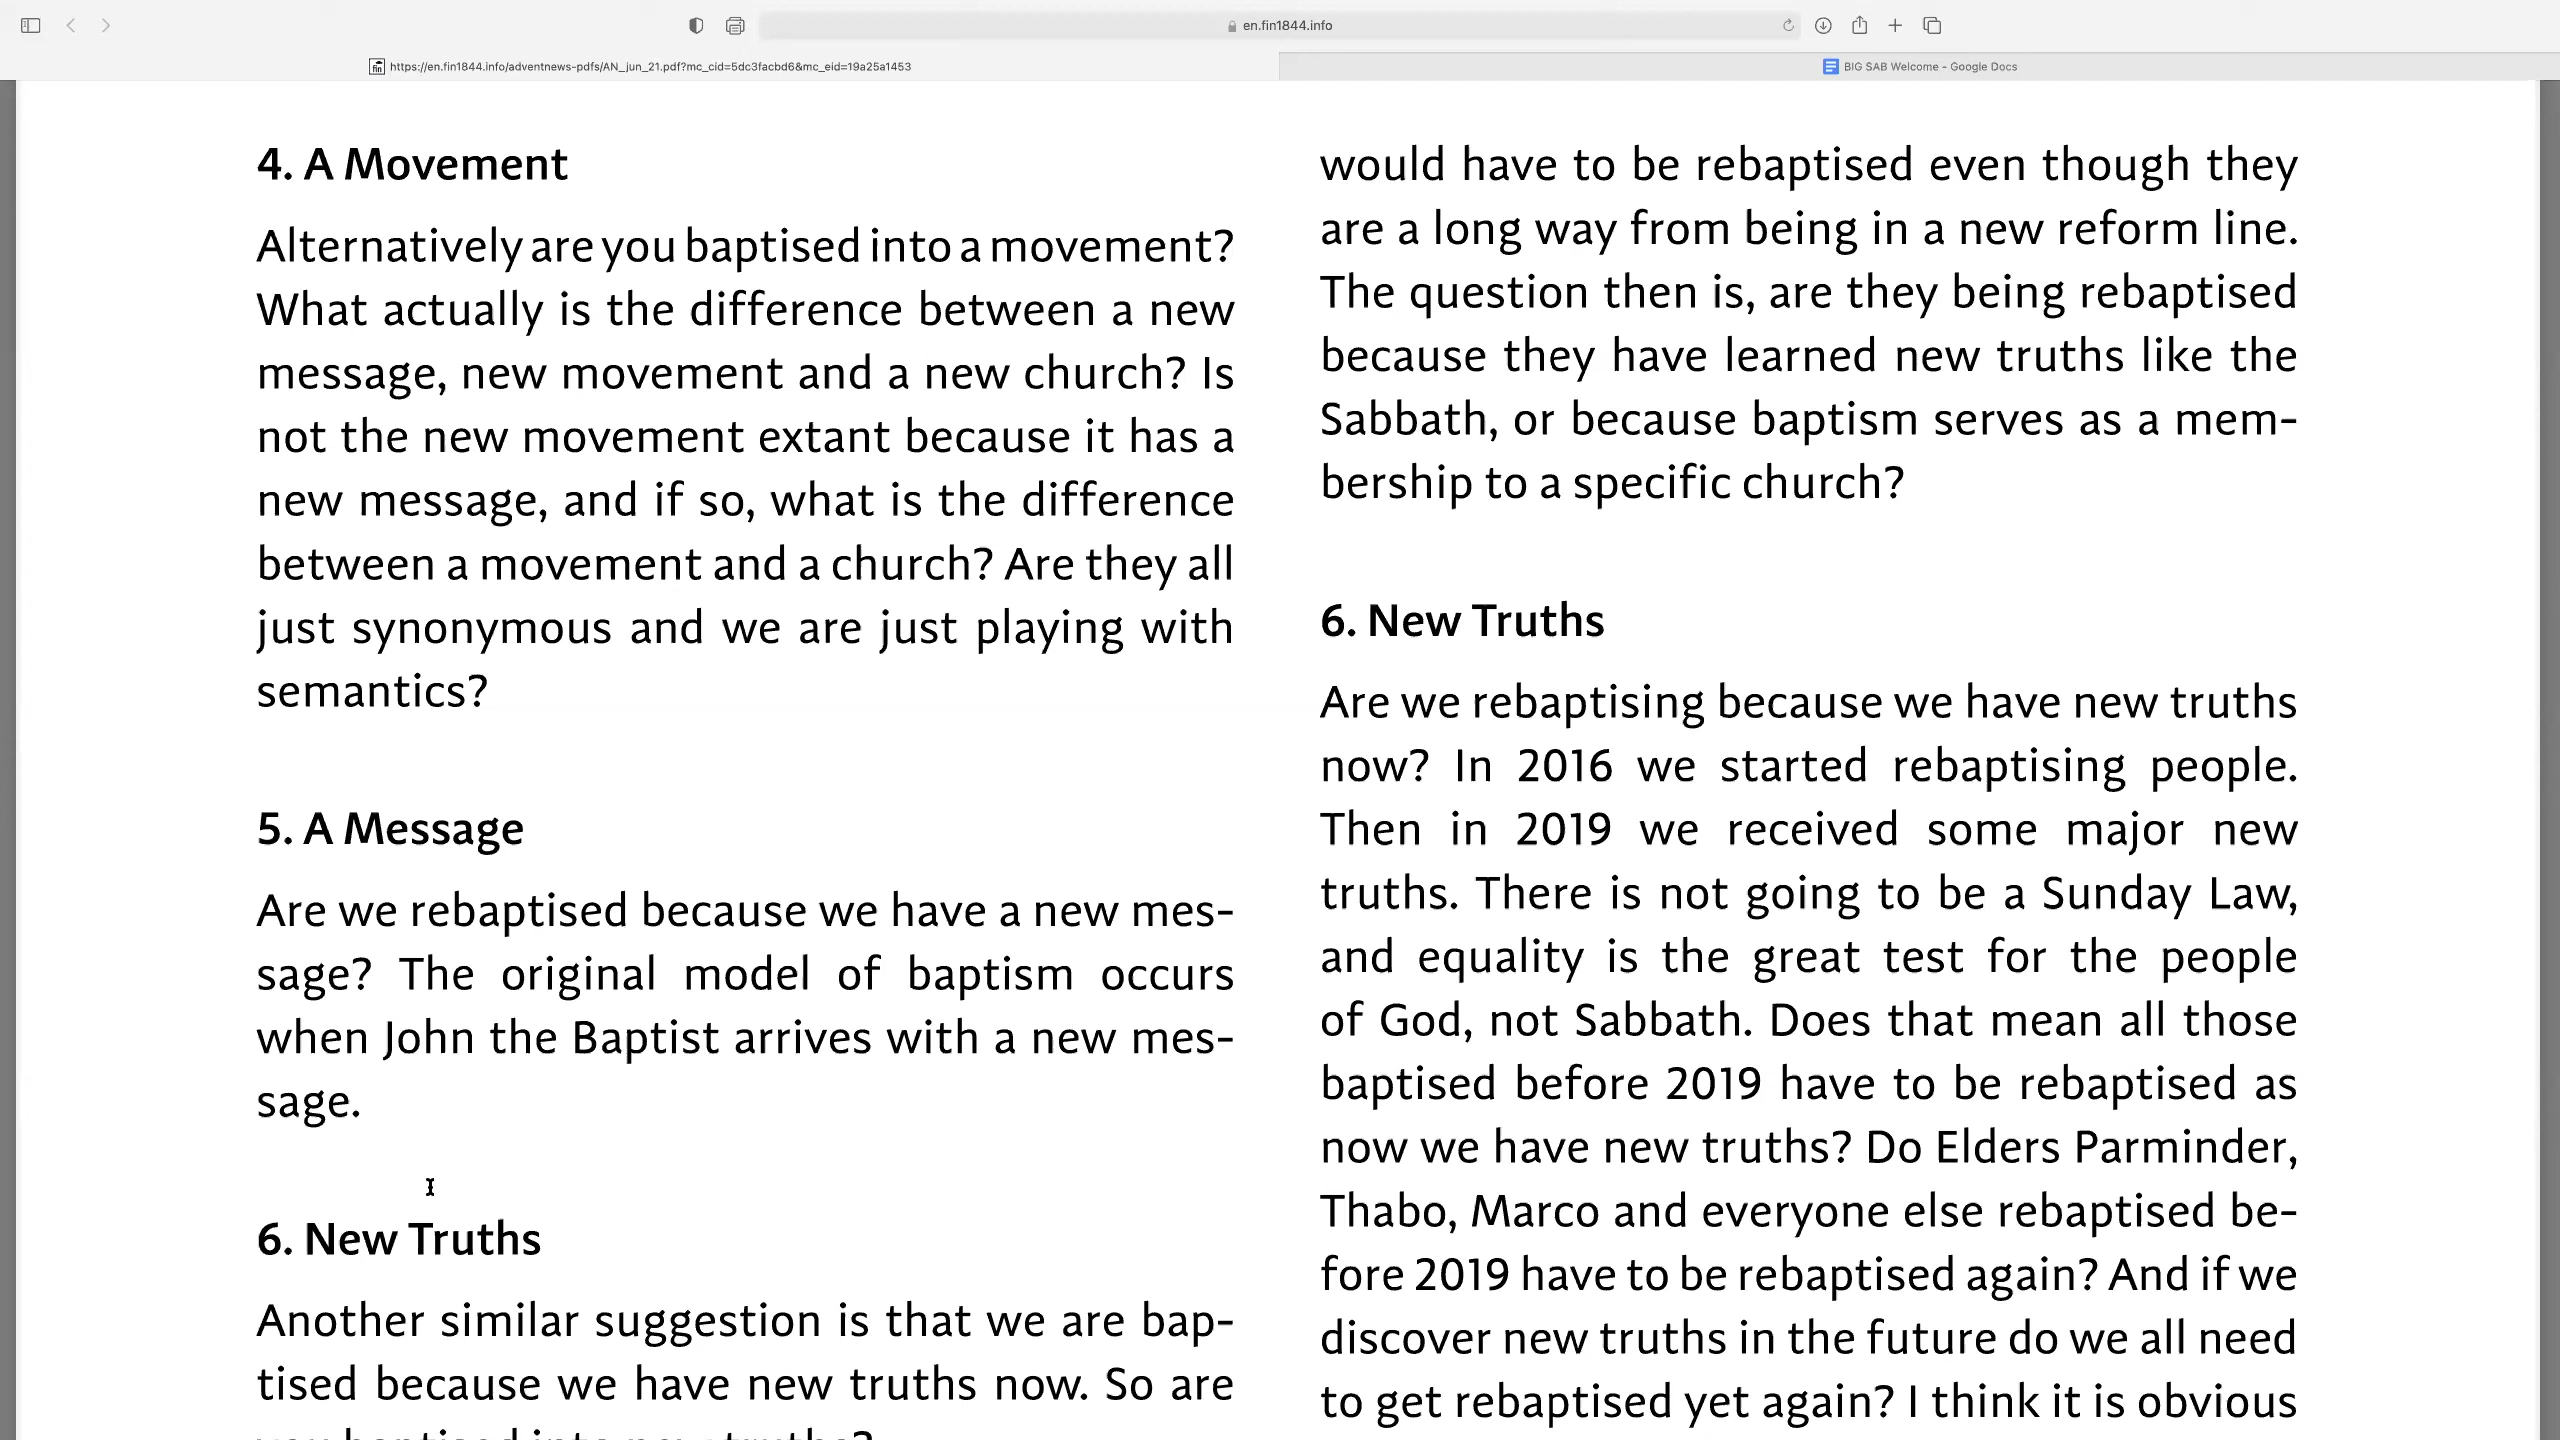 en.fin1844.info
https://en.fin1844.info/adventnews-pdfs/AN_jun_21.pdf?mc_cid=5dc3facbd6&mc_eid=19a25a1453
BIG SAB Welcome - Google Docs
4. A Movement
Alternatively are you baptised into a movement?
What actually is the difference between a new
message, new movement and a new church? Is
not the new movement extant because it has a
new message, and if so, what is the difference
between a movement and a church? Are they all
just synonymous and we are just playing with
semantics?
5. A Message
Are we rebaptised because we have a new mes-
sage? The original model of baptism occurs
when John the Baptist arrives with a new mes-
sage.
6. New Truths
Another similar suggestion is that we are bap-
tised because we have new truths now. So are
you baptised into new truths?
would have to be rebaptised even though they
are a long way from being in a new reform line.
The question then is, are they being rebaptised
because they have learned new truths like the
Sabbath, or because baptism serves as a mem-
bership to a specific church?
6. New Truths
Are we rebaptising because we have new truths
now? In 2016 we started rebaptising people.
Then in 2019 we received some major new
truths. There is not going to be a Sunday Law,
and equality is the great test for the people
of God, not Sabbath. Does that mean all those
baptised before 2019 have to be rebaptised as
now we have new truths? Do Elders Parminder,
Thabo, Marco and everyone else rebaptised be-
fore 2019 have to be rebaptised again? And if we
discover new truths in the future do we all need
to get rebaptised yet again? I think it is obvious